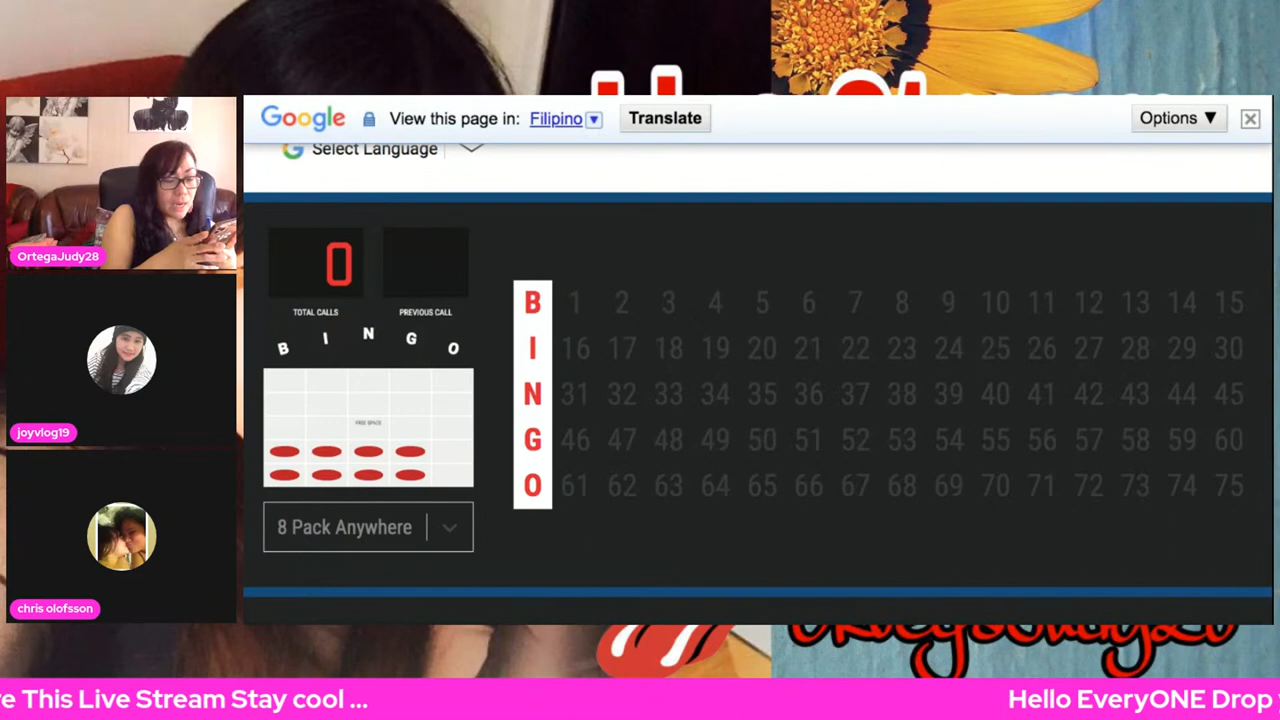 Google View this page in: Filipino Translate Options ▼
Select Language
OrtegaJudy28
joyvlog19
chris olofsson
0
TOTAL CALLS PREVIOUS CALL
B I N G O
FREE SPACE
8 Pack Anywhere
B 1 2 3 4 5 6 7 8 9 10 11 12 13 14 15
I 16 17 18 19 20 21 22 23 24 25 26 27 28 29 30
N 31 32 33 34 35 36 37 38 39 40 41 42 43 44 45
G 46 47 48 49 50 51 52 53 54 55 56 57 58 59 60
O 61 62 63 64 65 66 67 68 69 70 71 72 73 74 75
This Live Stream Stay cool ...
Hello EveryONE Drop